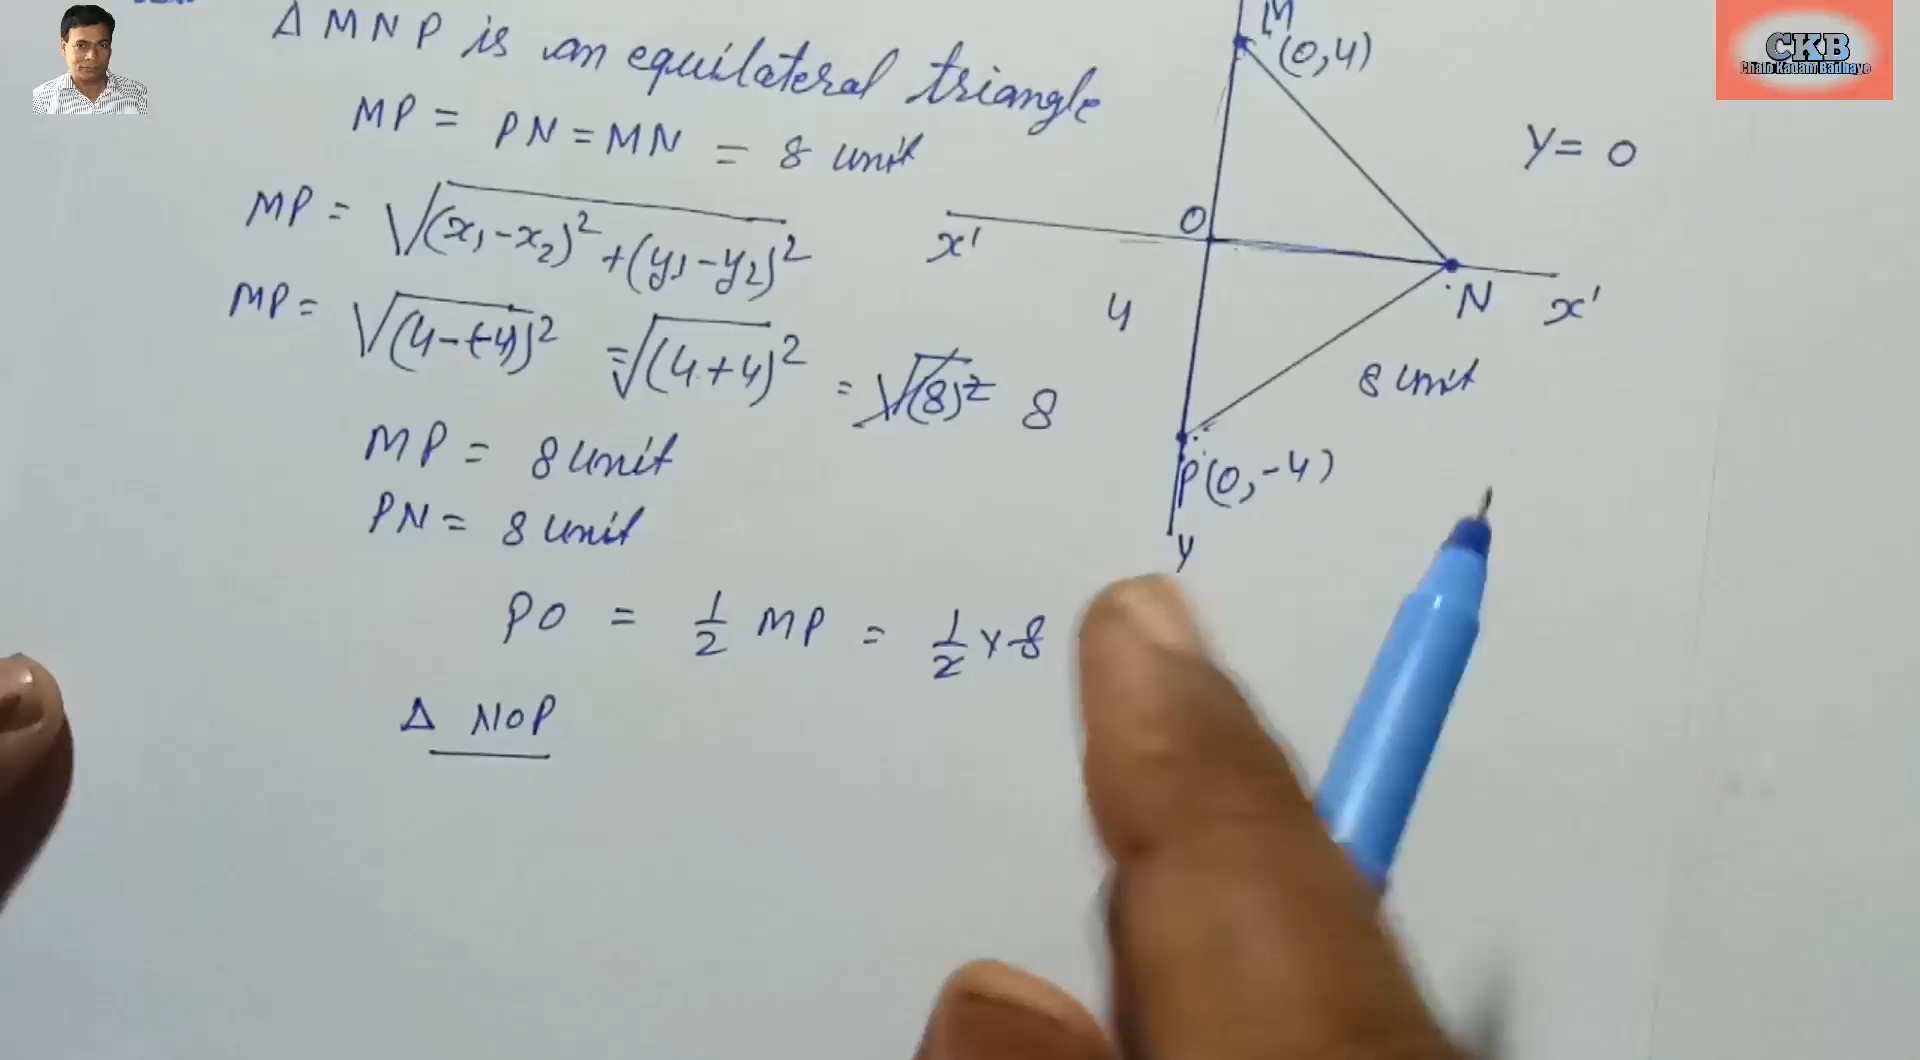 Δ MNP is an equilateral triangle
MP = PN = MN = 8 unit
MP = √(x₁-x₂)² + (y₁-y₂)²
MP = √(4-(-4))² = √(4+4)² = √(8)² 8
MP = 8 unit
PN = 8 unit
PO = 1/2 MP = 1/2 × 8
Δ NOP
M
(0,4)
Y = 0
O
x'
N
x'
4
8 unit
P(0,-4)
Y
CKB
Chalo Kadam Badhaye